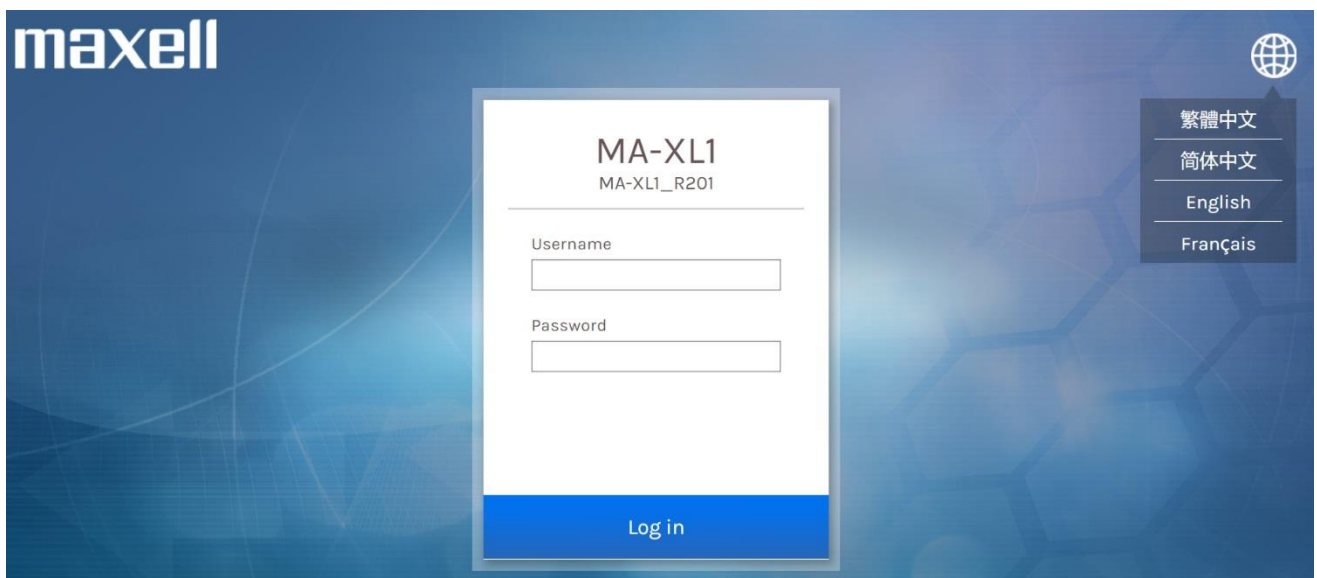 maxell
MA-XL1
MA-XL1_R201
Username
Password
Log in
繁體中文
简体中文
English
Français